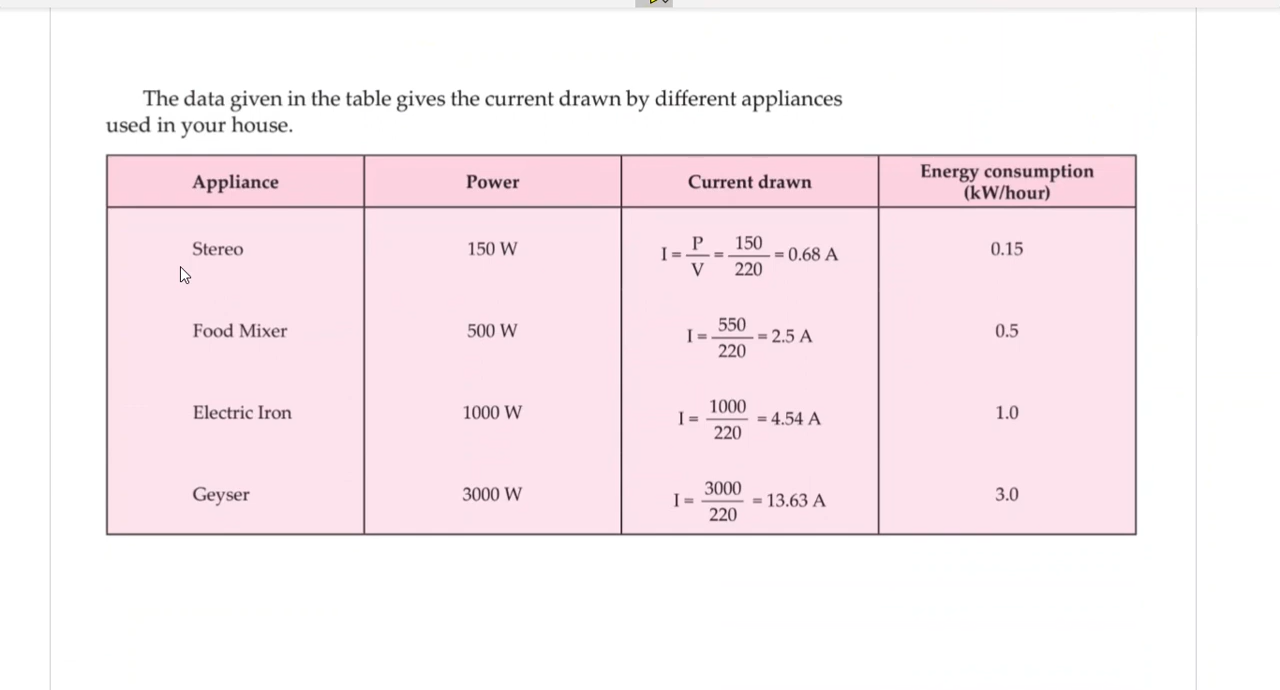 The data given in the table gives the current drawn by different appliances
used in your house.
Appliance Power Current drawn Energy consumption
(kW/hour)
Stereo 150 W I = P/V = 150/220 = 0.68 A 0.15
Food Mixer 500 W I = 550/220 = 2.5 A 0.5
Electric Iron 1000 W I = 1000/220 = 4.54 A 1.0
Geyser 3000 W I = 3000/220 = 13.63 A 3.0